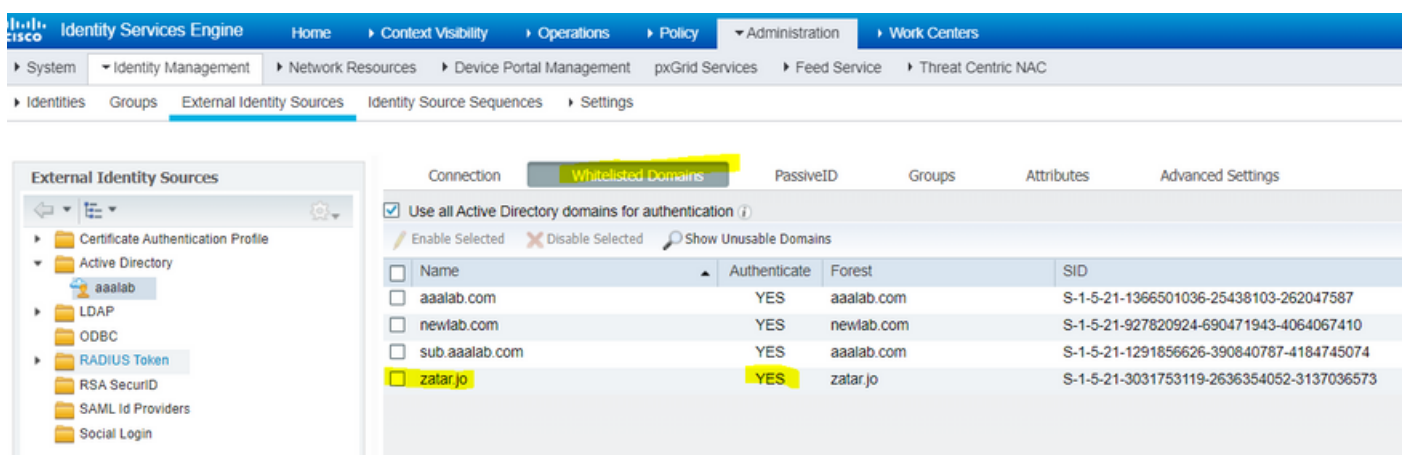 cisco Identity Services Engine Home Context Visibility Operations Policy Administration Work Centers
System Identity Management Network Resources Device Portal Management pxGrid Services Feed Service Threat Centric NAC
Identities Groups External Identity Sources Identity Source Sequences Settings
External Identity Sources
Certificate Authentication Profile
Active Directory
aaalab
LDAP
ODBC
RADIUS Token
RSA SecurID
SAML Id Providers
Social Login
Connection Whitelisted Domains PassiveID Groups Attributes Advanced Settings
Use all Active Directory domains for authentication
Enable Selected Disable Selected Show Unusable Domains
Name Authenticate Forest SID
aaalab.com YES aaalab.com S-1-5-21-1366501036-25438103-262047587
newlab.com YES newlab.com S-1-5-21-927820924-690471943-4064067410
sub.aaalab.com YES aaalab.com S-1-5-21-1291856626-390840787-4184745074
zatar.jo YES zatar.jo S-1-5-21-3031753119-2636354052-3137036573